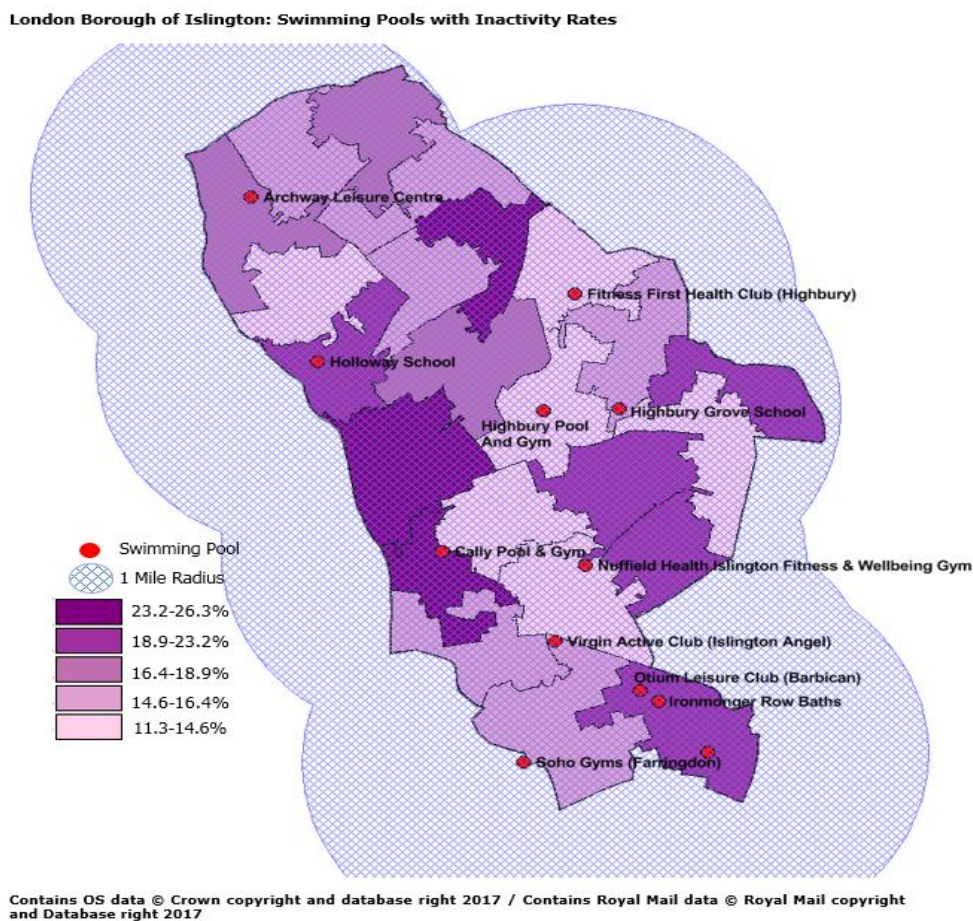 London Borough of Islington: Swimming Pools with Inactivity Rates
Archway Leisure Centre
Fitness First Health Club (Highbury)
Holloway School
Highbury Grove School
Highbury Pool
And Gym
Swimming Pool
Cally Pool & Gym
Nuffield Health Islington Fitness & Wellbeing Gym
1 Mile Radius
23.2-26.3%
18.9-23.2%
Virgin Active Club (Islington Angel)
16.4-18.9%
Otium Leisure Club (Barbican)
14.6-16.4%
Ironmonger Row Baths
11.3-14.6%
Soho Gyms (Farringdon)
Contains OS data © Crown copyright and database right 2017 / Contains Royal Mail data © Royal Mail copyright
and Database right 2017